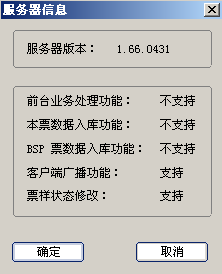 服务器信息
服务器版本： 1.66.0431
前台业务处理功能： 不支持
本票数据入库功能： 不支持
BSP 票数据入库功能： 不支持
客户端广播功能： 支持
票样状态修改： 支持
确定 取消